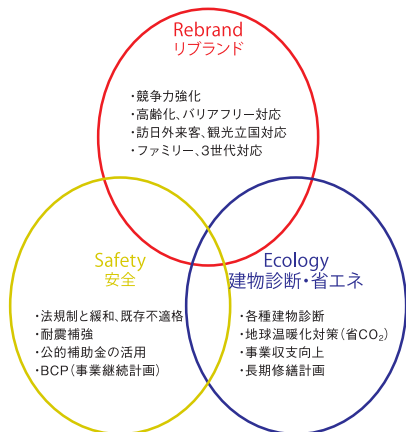 Rebrand
リブランド
・競争力強化
・高齢化、バリアフリー対応
・訪日外来客、観光立国対応
・ファミリー、3世代対応
Safety
安全
・法規制と緩和、既存不適格
・耐震補強
・公的補助金の活用
・BCP(事業継続計画)
Ecology
建物診断・省エネ
・各種建物診断
・地球温暖化対策(省CO₂)
・事業収支向上
・長期修繕計画